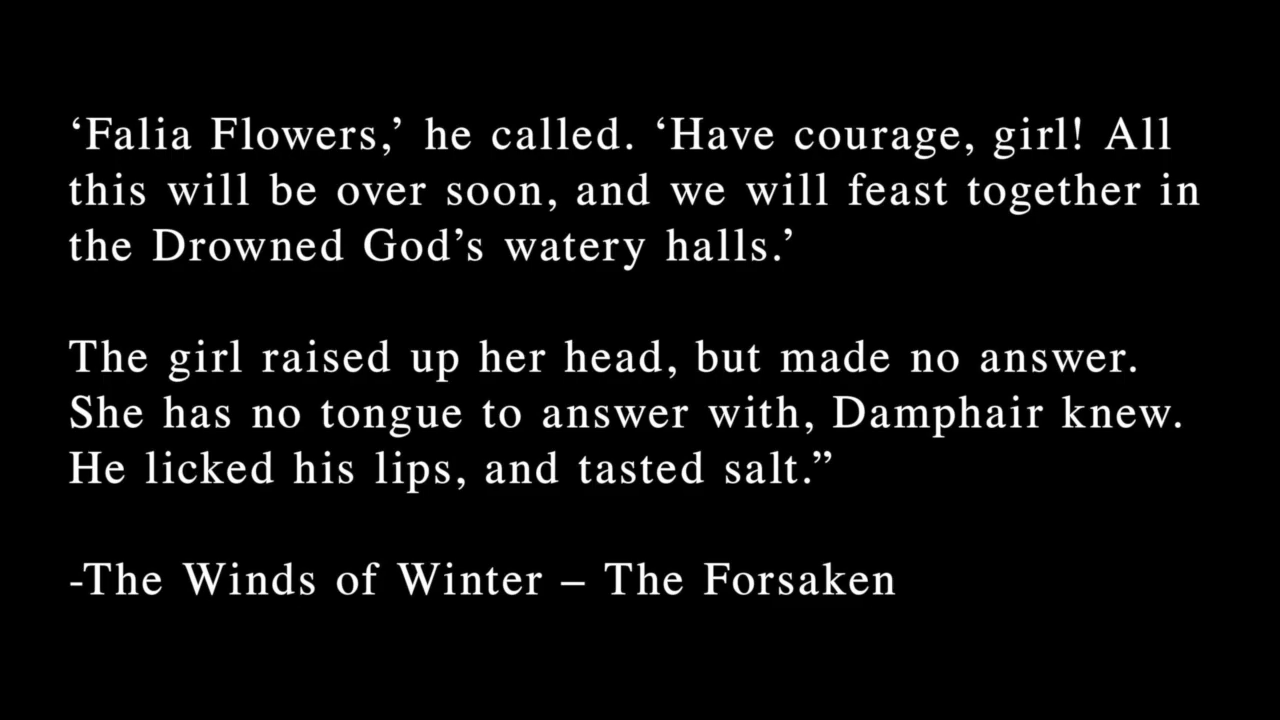 ‘Falia Flowers,’ he called. ‘Have courage, girl! All
this will be over soon, and we will feast together in
the Drowned God’s watery halls.’
The girl raised up her head, but made no answer.
She has no tongue to answer with, Damphair knew.
He licked his lips, and tasted salt.”
-The Winds of Winter – The Forsaken